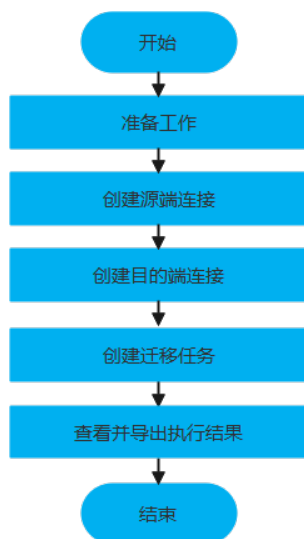 开始
准备工作
创建源端连接
创建目的端连接
创建迁移任务
查看并导出执行结果
结束